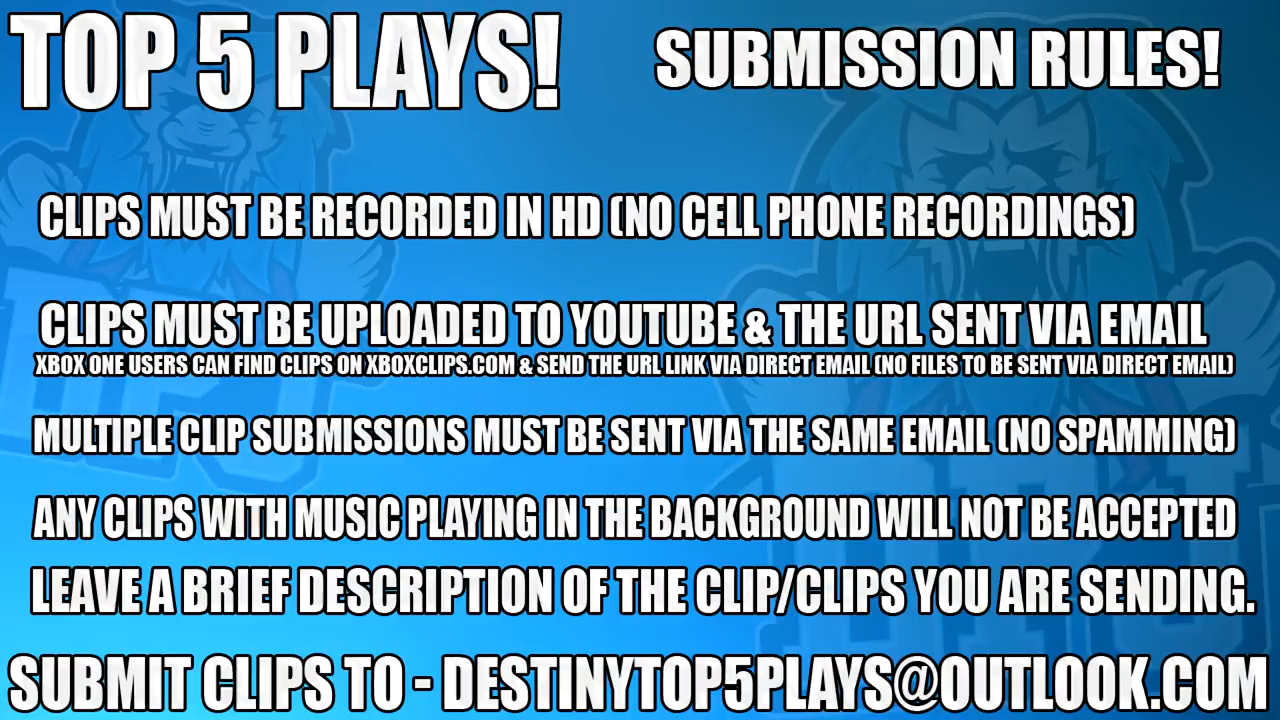 TOP 5 PLAYS!
SUBMISSION RULES!
CLIPS MUST BE RECORDED IN HD (NO CELL PHONE RECORDINGS)
CLIPS MUST BE UPLOADED TO YOUTUBE & THE URL SENT VIA EMAIL
XBOX ONE USERS CAN FIND CLIPS ON XBOXCLIPS.COM & SEND THE URL LINK VIA DIRECT EMAIL (NO FILES TO BE SENT VIA DIRECT EMAIL)
MULTIPLE CLIP SUBMISSIONS MUST BE SENT VIA THE SAME EMAIL (NO SPAMMING)
ANY CLIPS WITH MUSIC PLAYING IN THE BACKGROUND WILL NOT BE ACCEPTED
LEAVE A BRIEF DESCRIPTION OF THE CLIP/CLIPS YOU ARE SENDING.
SUBMIT CLIPS TO - DESTINYTOP5PLAYS@OUTLOOK.COM